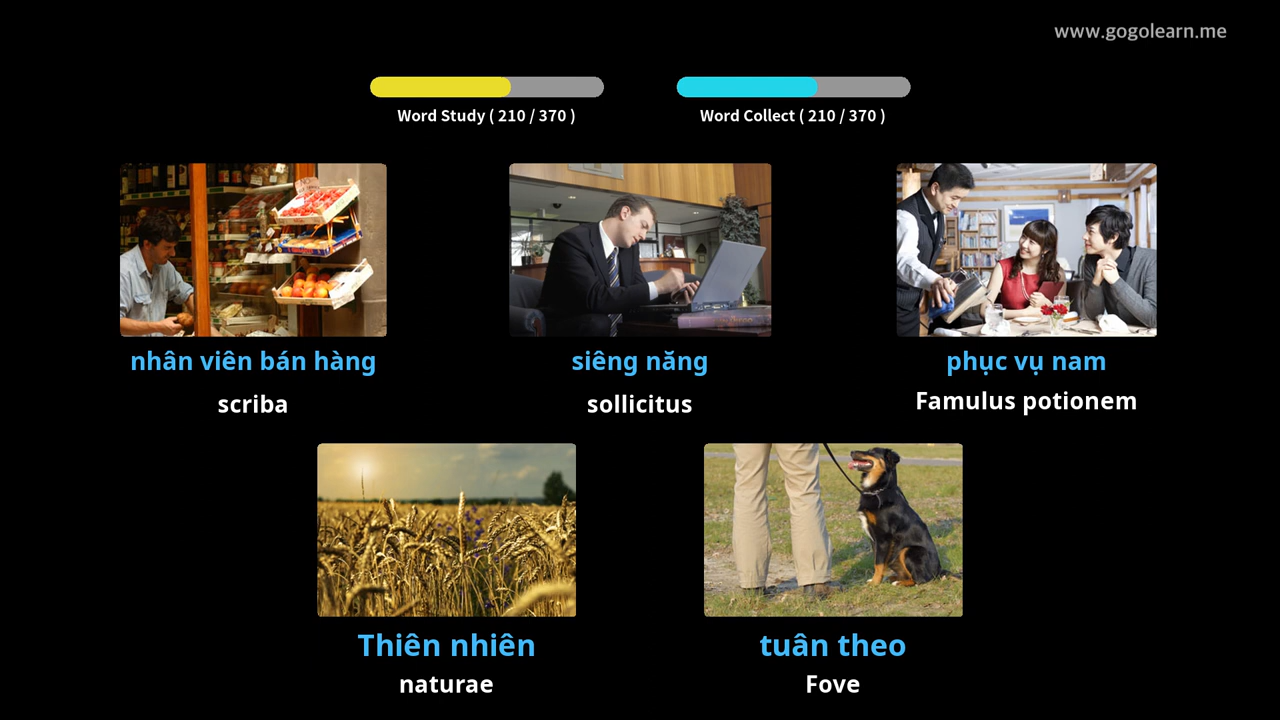 www.gogolearn.me
Word Study ( 210 / 370 )
Word Collect ( 210 / 370 )
nhân viên bán hàng
scriba
siêng năng
sollicitus
phục vụ nam
Famulus potionem
Thiên nhiên
naturae
tuân theo
Fove